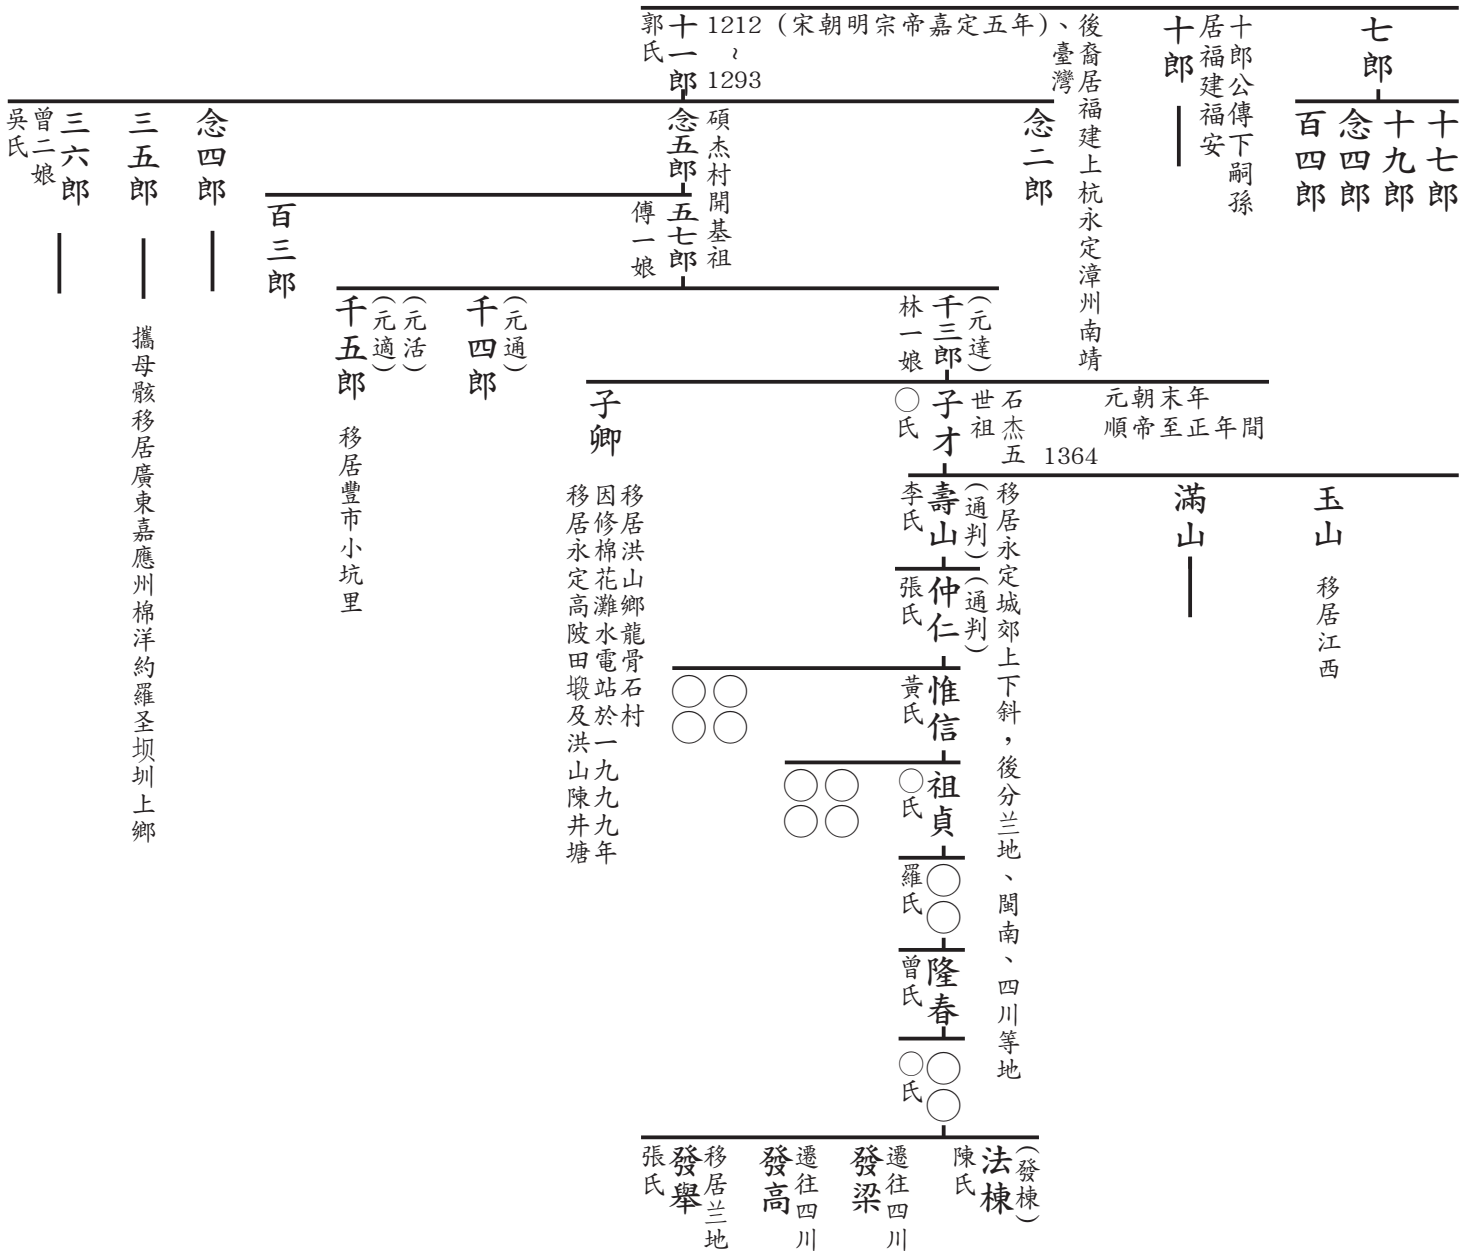 七郎
十七郎
十九郎
念四郎
百四郎
十郎公傳下嗣孫
居福建福安
十郎
後裔居福建上杭永定漳州南靖
、臺灣
1212(宋朝明宗帝嘉定五年)
~
1293
十一郎
郭氏
念二郎
碩杰村開基祖
念五郎
念四郎
三五郎
攜母骸移居廣東嘉應州棉洋約羅圣坝圳上鄉
三六郎
曾二娘
吳氏
五七郎
傅一娘
百三郎
(元達)
千三郎
林一娘
(元通)
千四郎
(元活)
(元適)
千五郎
移居豐市小坑里
元朝末年
順帝至正年間
1364
石杰五
世祖
子才
○氏
子卿
移居洪山鄉龍骨石村
因修棉花灘水電站於一九九九年
移居永定高陂田塅及洪山陳井塘
玉山
移居江西
滿山
移居永定城郊上下斜,後分兰地、閩南、四川等地
(通判)
壽山
李氏
(通判)
仲仁
張氏
惟信
黃氏
○○
○○
祖貞
○氏
○○
○○
○○
羅氏
隆春
曾氏
○○
○氏
(發棟)
法棟
陳氏
遷往四川
發梁
遷往四川
發高
移居兰地
發舉
張氏